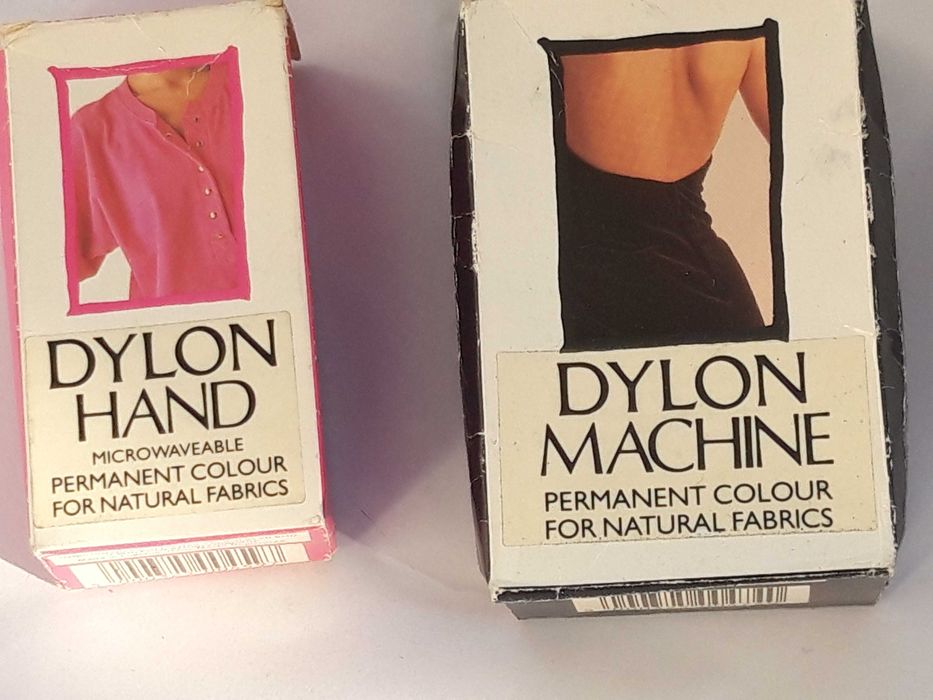 DYLON
HAND
MICROWAVEABLE
PERMANENT COLOUR
FOR NATURAL FABRICS
DYLON
MACHINE
PERMANENT COLOUR
FOR NATURAL FABRICS